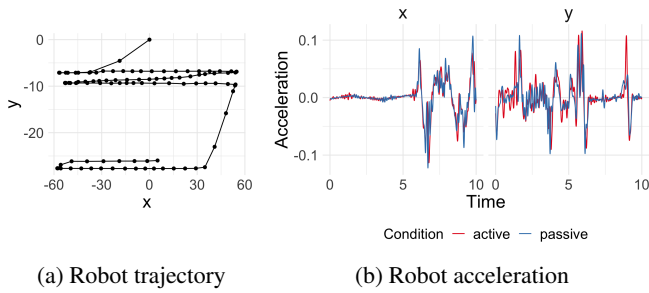 x
y
0
-10
-20
y
-60
-30
0
30
60
x
0.1
0.0
-0.1
Acceleration
0
5
10
0
5
10
Time
Condition — active — passive
(a) Robot trajectory
(b) Robot acceleration